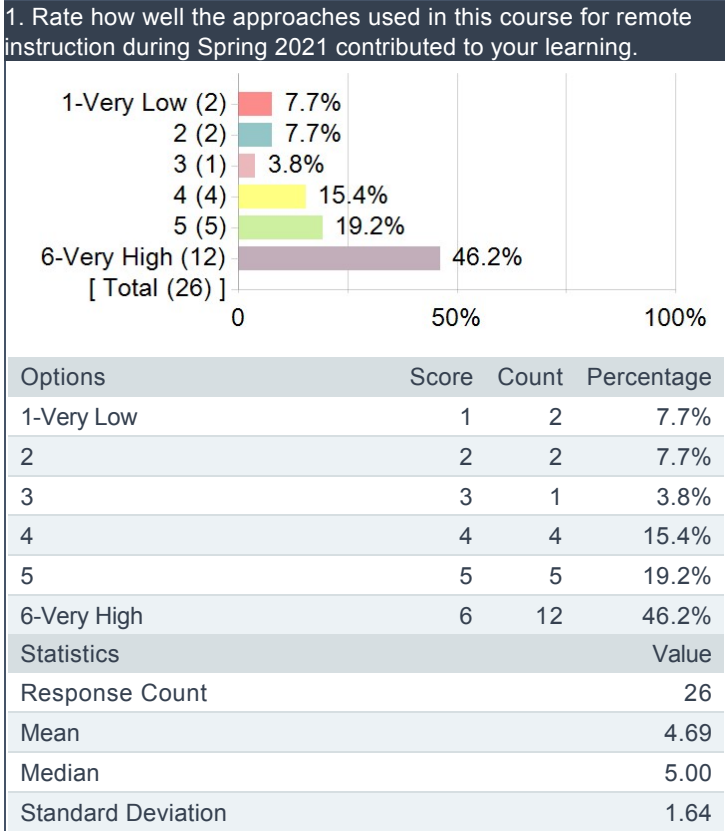 1. Rate how well the approaches used in this course for remote
instruction during Spring 2021 contributed to your learning.
1-Very Low (2) 7.7%
2 (2) 7.7%
3 (1) 3.8%
4 (4) 15.4%
5 (5) 19.2%
6-Very High (12) 46.2%
[ Total (26) ]
0 50% 100%
Options Score Count Percentage
1-Very Low 1 2 7.7%
2 2 2 7.7%
3 3 1 3.8%
4 4 4 15.4%
5 5 5 19.2%
6-Very High 6 12 46.2%
Statistics Value
Response Count 26
Mean 4.69
Median 5.00
Standard Deviation 1.64